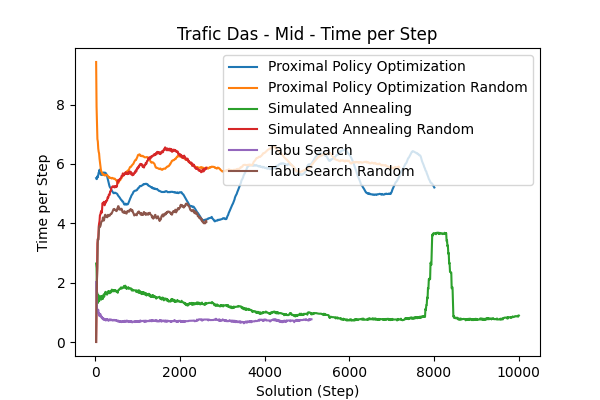 Trafic Das - Mid - Time per Step
Proximal Policy Optimization
Proximal Policy Optimization Random
Simulated Annealing
Simulated Annealing Random
Tabu Search
Tabu Search Random
Time per Step
8
6
4
2
0
0 2000 4000 6000 8000 10000
Solution (Step)